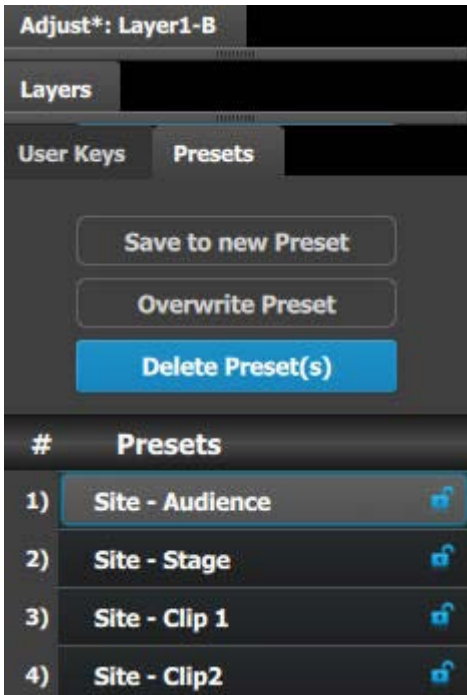 Adjust*: Layer1-B
Layers
User Keys Presets
Save to new Preset
Overwrite Preset
Delete Preset(s)
# Presets
1) Site - Audience
2) Site - Stage
3) Site - Clip 1
4) Site - Clip2